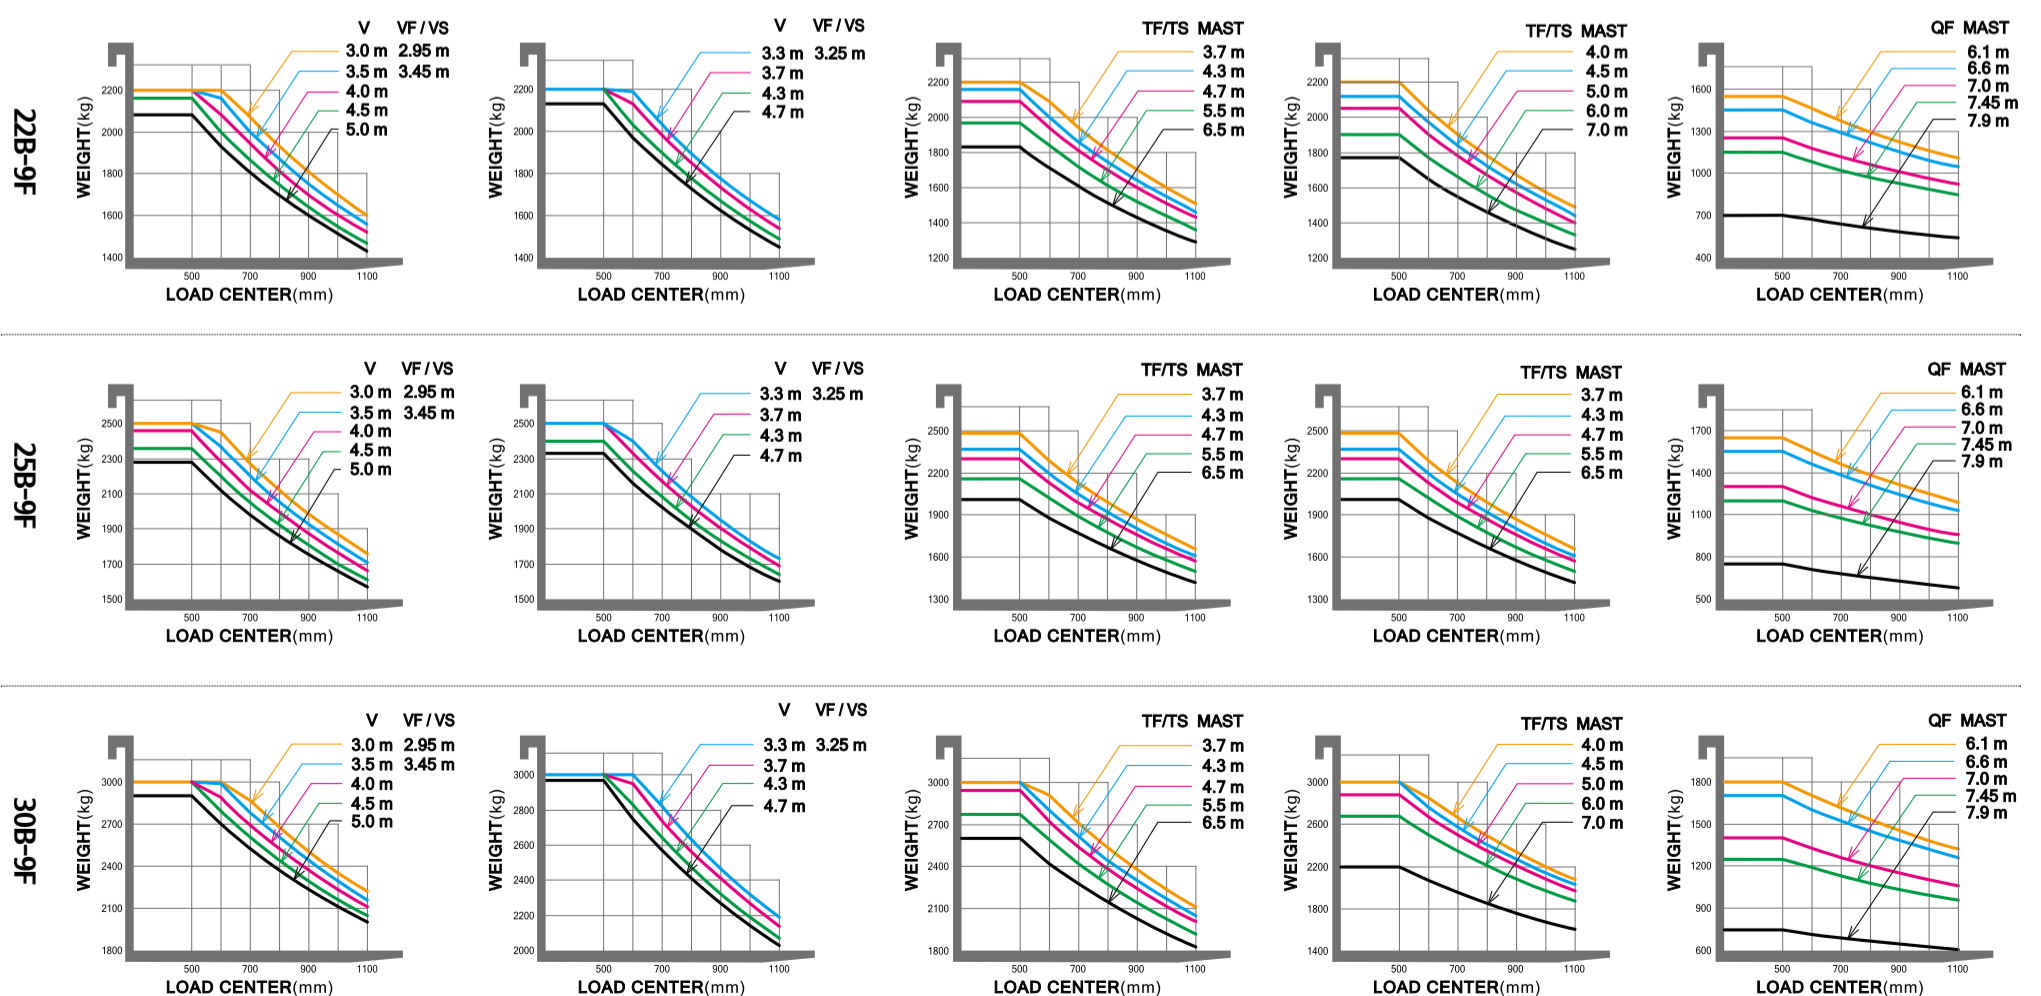 22B-9F
V VF / VS
3.0 m 2.95 m
3.5 m 3.45 m
4.0 m
4.5 m
5.0 m
WEIGHT(kg)
2200
2000
1800
1600
1400
500 700 900 1100
LOAD CENTER(mm)
V VF / VS
3.3 m 3.25 m
3.7 m
4.3 m
4.7 m
WEIGHT(kg)
2200
2000
1800
1600
1400
500 700 900 1100
LOAD CENTER(mm)
TF/TS MAST
3.7 m
4.3 m
4.7 m
5.5 m
6.5 m
WEIGHT(kg)
2200
2000
1800
1600
1400
1200
500 700 900 1100
LOAD CENTER(mm)
TF/TS MAST
4.0 m
4.5 m
5.0 m
6.0 m
7.0 m
WEIGHT(kg)
2200
2000
1800
1600
1400
1200
500 700 900 1100
LOAD CENTER(mm)
QF MAST
6.1 m
6.6 m
7.0 m
7.45 m
7.9 m
WEIGHT(kg)
1600
1300
1000
700
400
500 700 900 1100
LOAD CENTER(mm)
25B-9F
V VF / VS
3.0 m 2.95 m
3.5 m 3.45 m
4.0 m
4.5 m
5.0 m
WEIGHT(kg)
2500
2300
2100
1900
1700
1500
500 700 900 1100
LOAD CENTER(mm)
V VF / VS
3.3 m 3.25 m
3.7 m
4.3 m
4.7 m
WEIGHT(kg)
2500
2300
2100
1900
1700
1500
500 700 900 1100
LOAD CENTER(mm)
TF/TS MAST
3.7 m
4.3 m
4.7 m
5.5 m
6.5 m
WEIGHT(kg)
2500
2200
1900
1600
1300
500 700 900 1100
LOAD CENTER(mm)
TF/TS MAST
3.7 m
4.3 m
4.7 m
5.5 m
6.5 m
WEIGHT(kg)
2500
2200
1900
1600
1300
500 700 900 1100
LOAD CENTER(mm)
QF MAST
6.1 m
6.6 m
7.0 m
7.45 m
7.9 m
WEIGHT(kg)
1700
1400
1100
800
500
500 700 900 1100
LOAD CENTER(mm)
30B-9F
V VF / VS
3.0 m 2.95 m
3.5 m 3.45 m
4.0 m
4.5 m
5.0 m
WEIGHT(kg)
3000
2700
2400
2100
1800
500 700 900 1100
LOAD CENTER(mm)
V VF / VS
3.3 m 3.25 m
3.7 m
4.3 m
4.7 m
WEIGHT(kg)
3000
2800
2600
2400
2200
2000
500 700 900 1100
LOAD CENTER(mm)
TF/TS MAST
3.7 m
4.3 m
4.7 m
5.5 m
6.5 m
WEIGHT(kg)
3000
2700
2400
2100
1800
500 700 900 1100
LOAD CENTER(mm)
TF/TS MAST
4.0 m
4.5 m
5.0 m
6.0 m
7.0 m
WEIGHT(kg)
3000
2600
2200
1800
1400
500 700 900 1100
LOAD CENTER(mm)
QF MAST
6.1 m
6.6 m
7.0 m
7.45 m
7.9 m
WEIGHT(kg)
1800
1500
1200
900
600
500 700 900 1100
LOAD CENTER(mm)